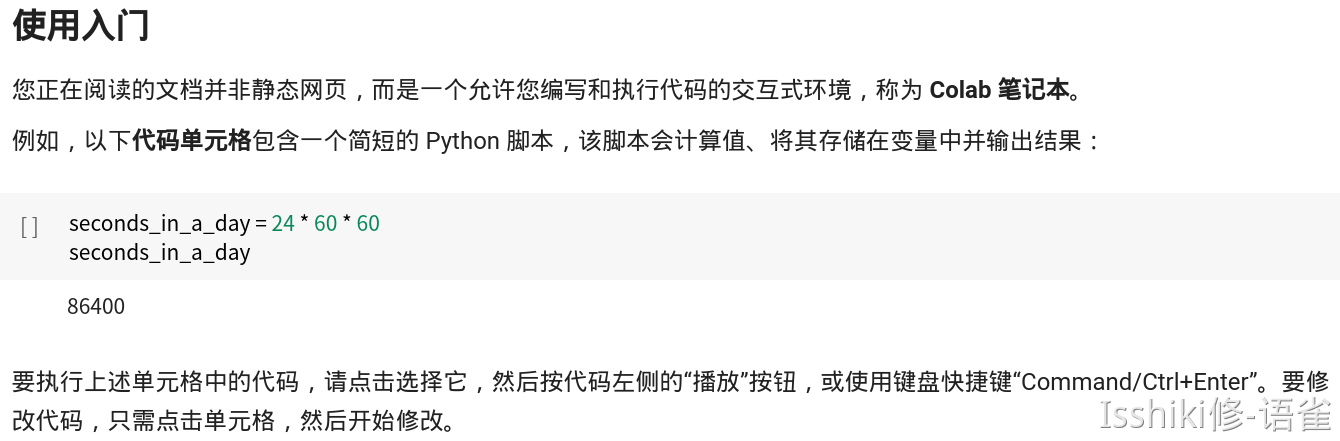 使用入门
您正在阅读的文档并非静态网页，而是一个允许您编写和执行代码的交互式环境，称为 Colab 笔记本。
例如，以下代码单元格包含一个简短的 Python 脚本，该脚本会计算值、将其存储在变量中并输出结果：
[ ] seconds_in_a_day = 24 * 60 * 60
seconds_in_a_day
86400
要执行上述单元格中的代码，请点击选择它，然后按代码左侧的“播放”按钮，或使用键盘快捷键“Command/Ctrl+Enter”。要修
改代码，只需点击单元格，然后开始修改。
Isshiki修-语雀